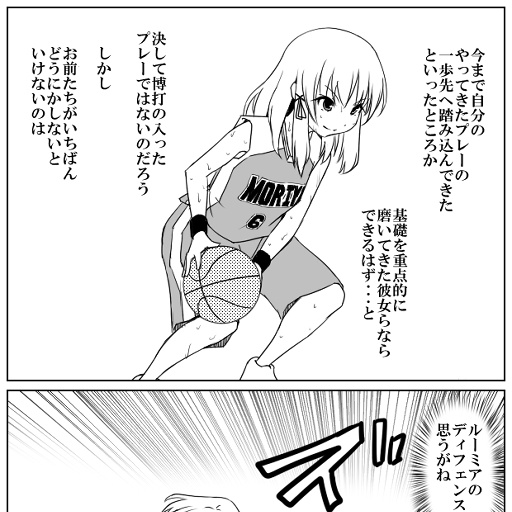 今まで自分の
やってきたプレーの
一歩先へ踏み込んできた
といったところか
基礎を重点的に
磨いてきた彼女らなら
できるはず・・・と
決して博打の入った
プレーではないのだろう
しかし
お前たちがいちばん
どうにかしないと
いけないのは
MORIY
6
ルーミアの
ディフェンス
思うがね
ズ